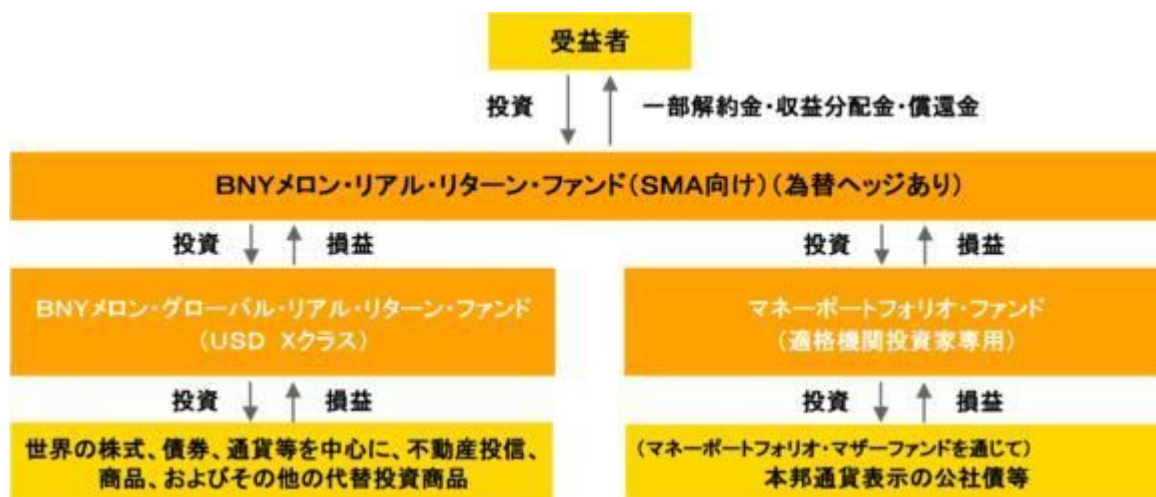 受益者
投資
一部解約金・収益分配金・償還金
BNYメロン・リアル・リターン・ファンド(SMA向け)(為替ヘッジあり)
投資
損益
投資
損益
BNYメロン・グローバル・リアル・リターン・ファンド
(USD Xクラス)
マネーポートフォリオ・ファンド
(適格機関投資家専用)
投資
損益
投資
損益
世界の株式、債券、通貨等を中心に、不動産投信、
商品、およびその他の代替投資商品
(マネーポートフォリオ・マザーファンドを通じて)
本邦通貨表示の公社債等